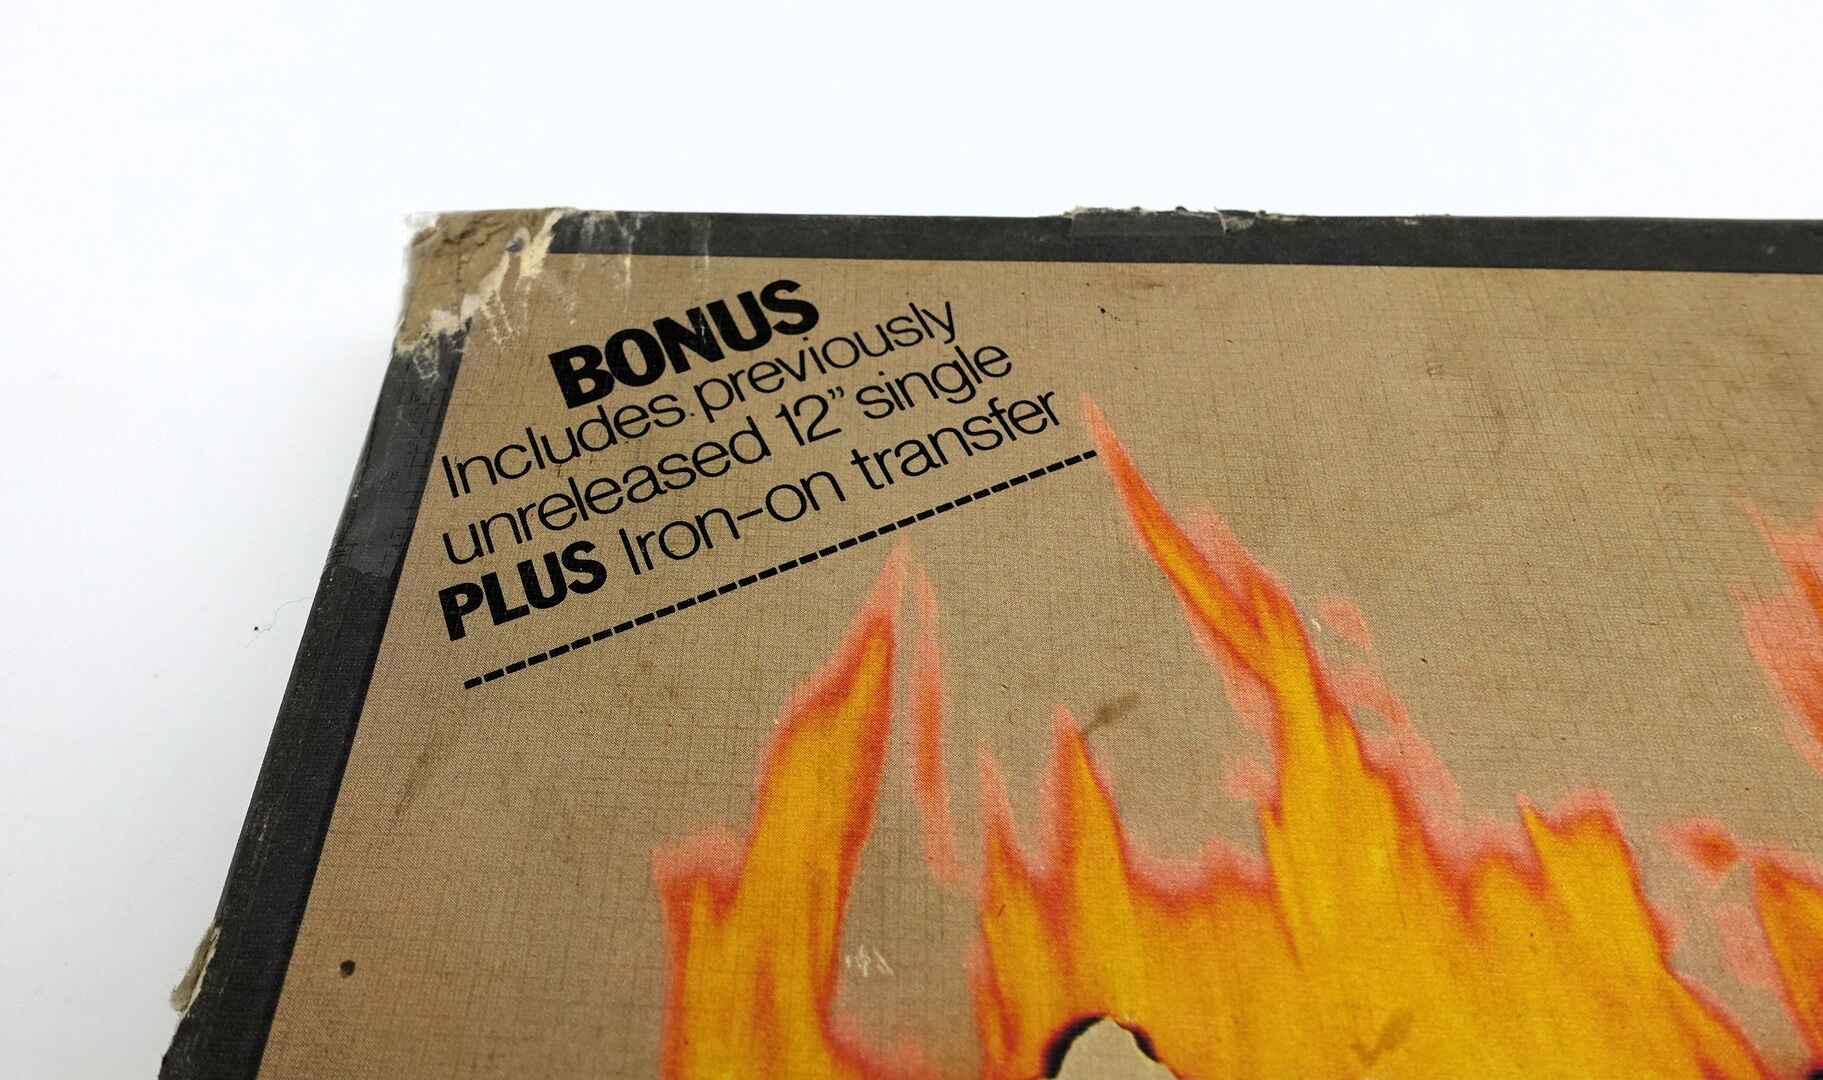 BONUS
Includes previously
unreleased 12” single
PLUS Iron-on transfer